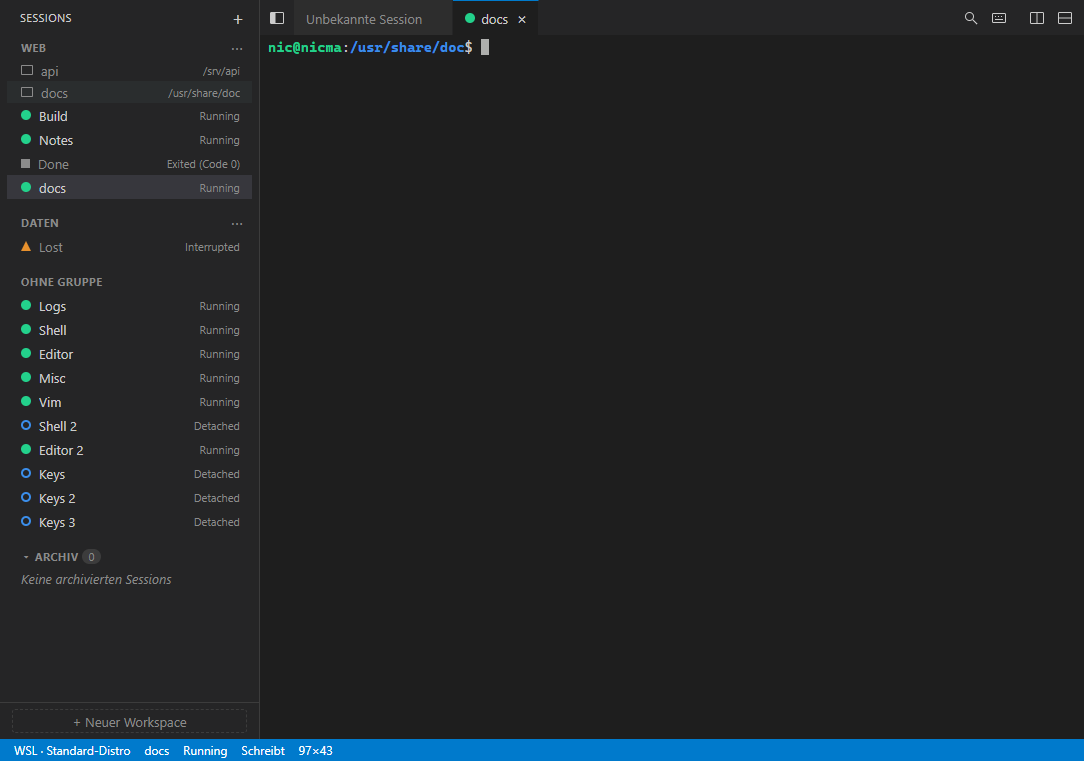 SESSIONS +
WEB ...
api /srv/api
docs /usr/share/doc
Build Running
Notes Running
Done Exited (Code 0)
docs Running
DATEN ...
Lost Interrupted
OHNE GRUPPE
Logs Running
Shell Running
Editor Running
Misc Running
Vim Running
Shell 2 Detached
Editor 2 Running
Keys Detached
Keys 2 Detached
Keys 3 Detached
ARCHIV 0
Keine archivierten Sessions
+ Neuer Workspace
Unbekannte Session docs ×
nic@nicma:/usr/share/doc$
WSL · Standard-Distro docs Running Schreibt 97×43